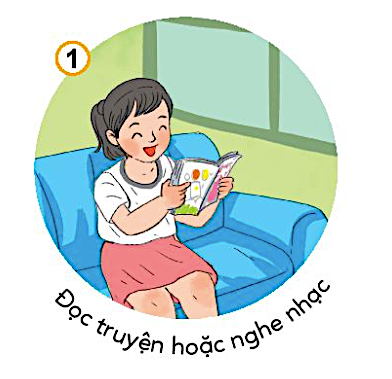 1
Đọc truyện hoặc nghe nhạc